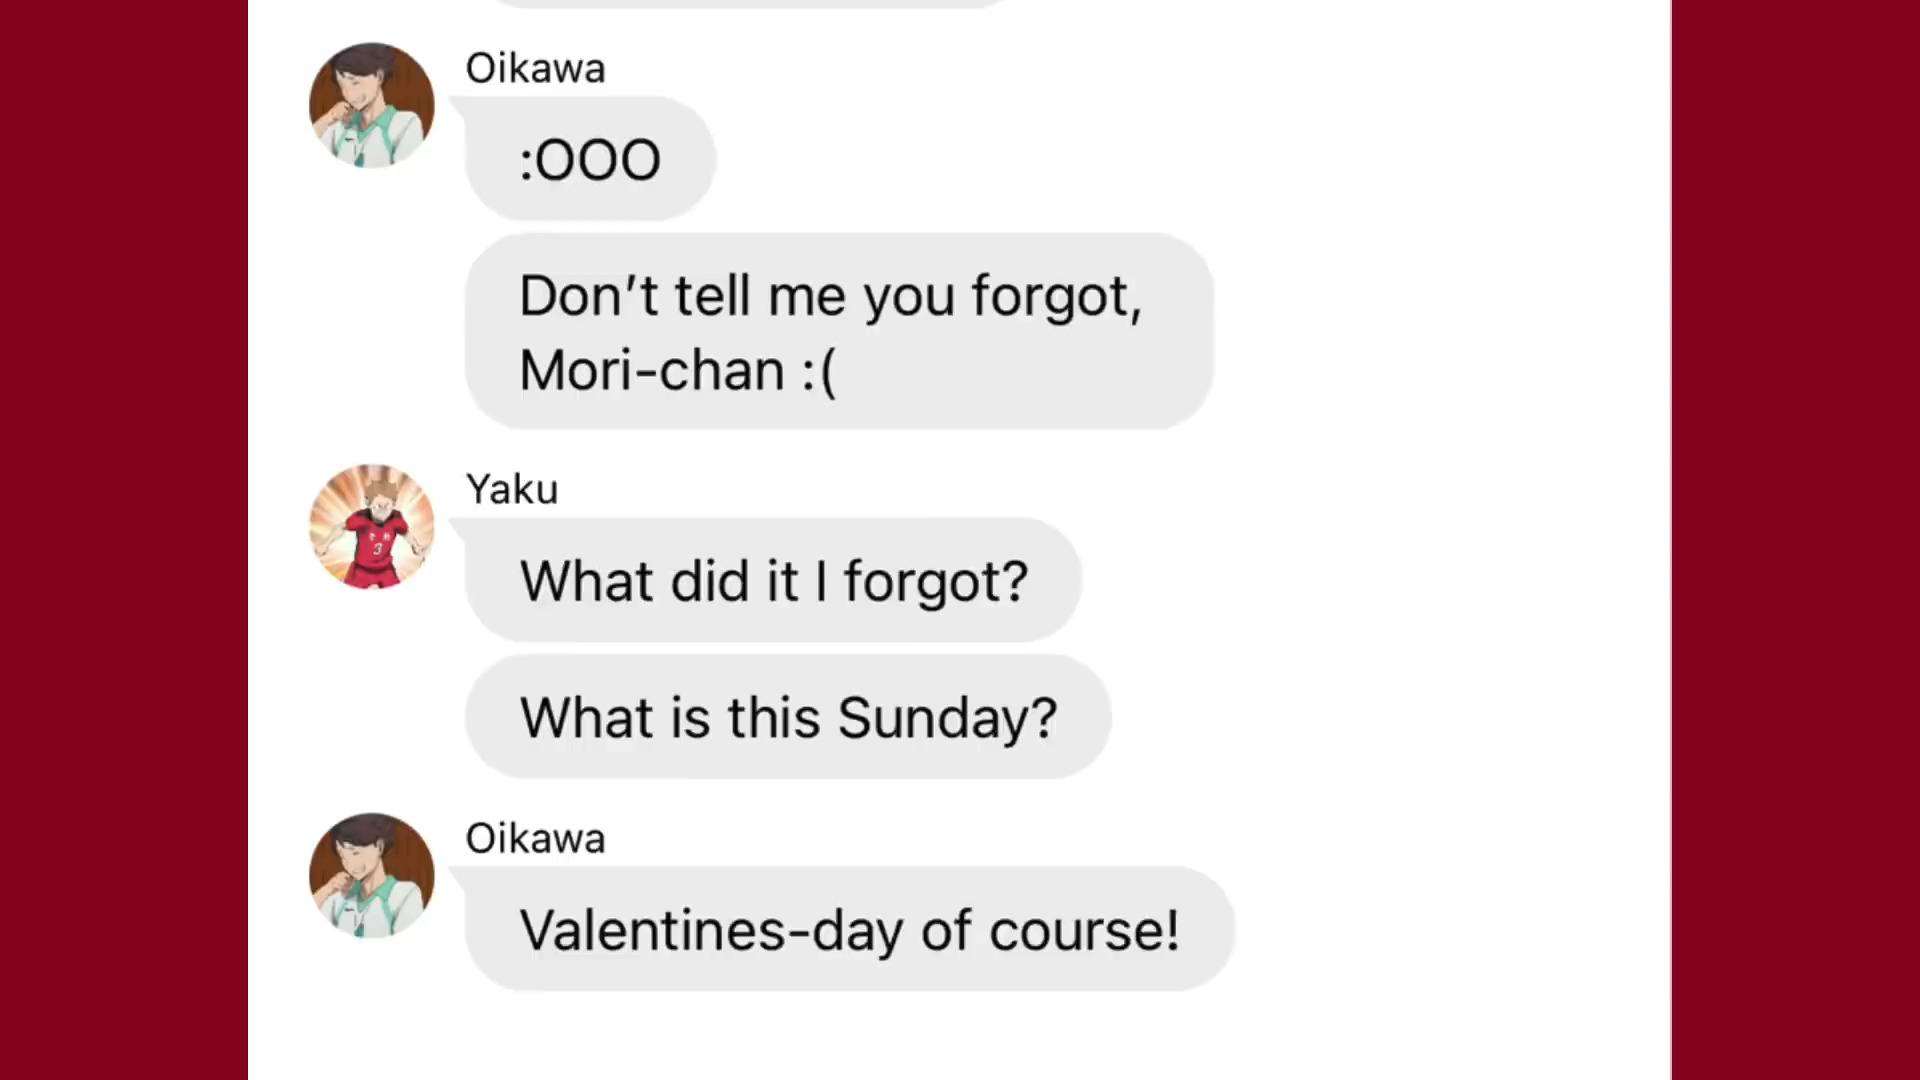 Oikawa
:OOO
Don't tell me you forgot,
Mori-chan :(
Yaku
3
What did it I forgot?
What is this Sunday?
Oikawa
Valentines-day of course!